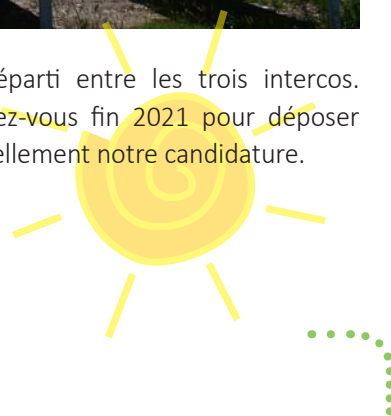 éparti entre les trois intercos.
ez-vous fin 2021 pour déposer
ellement notre candidature.